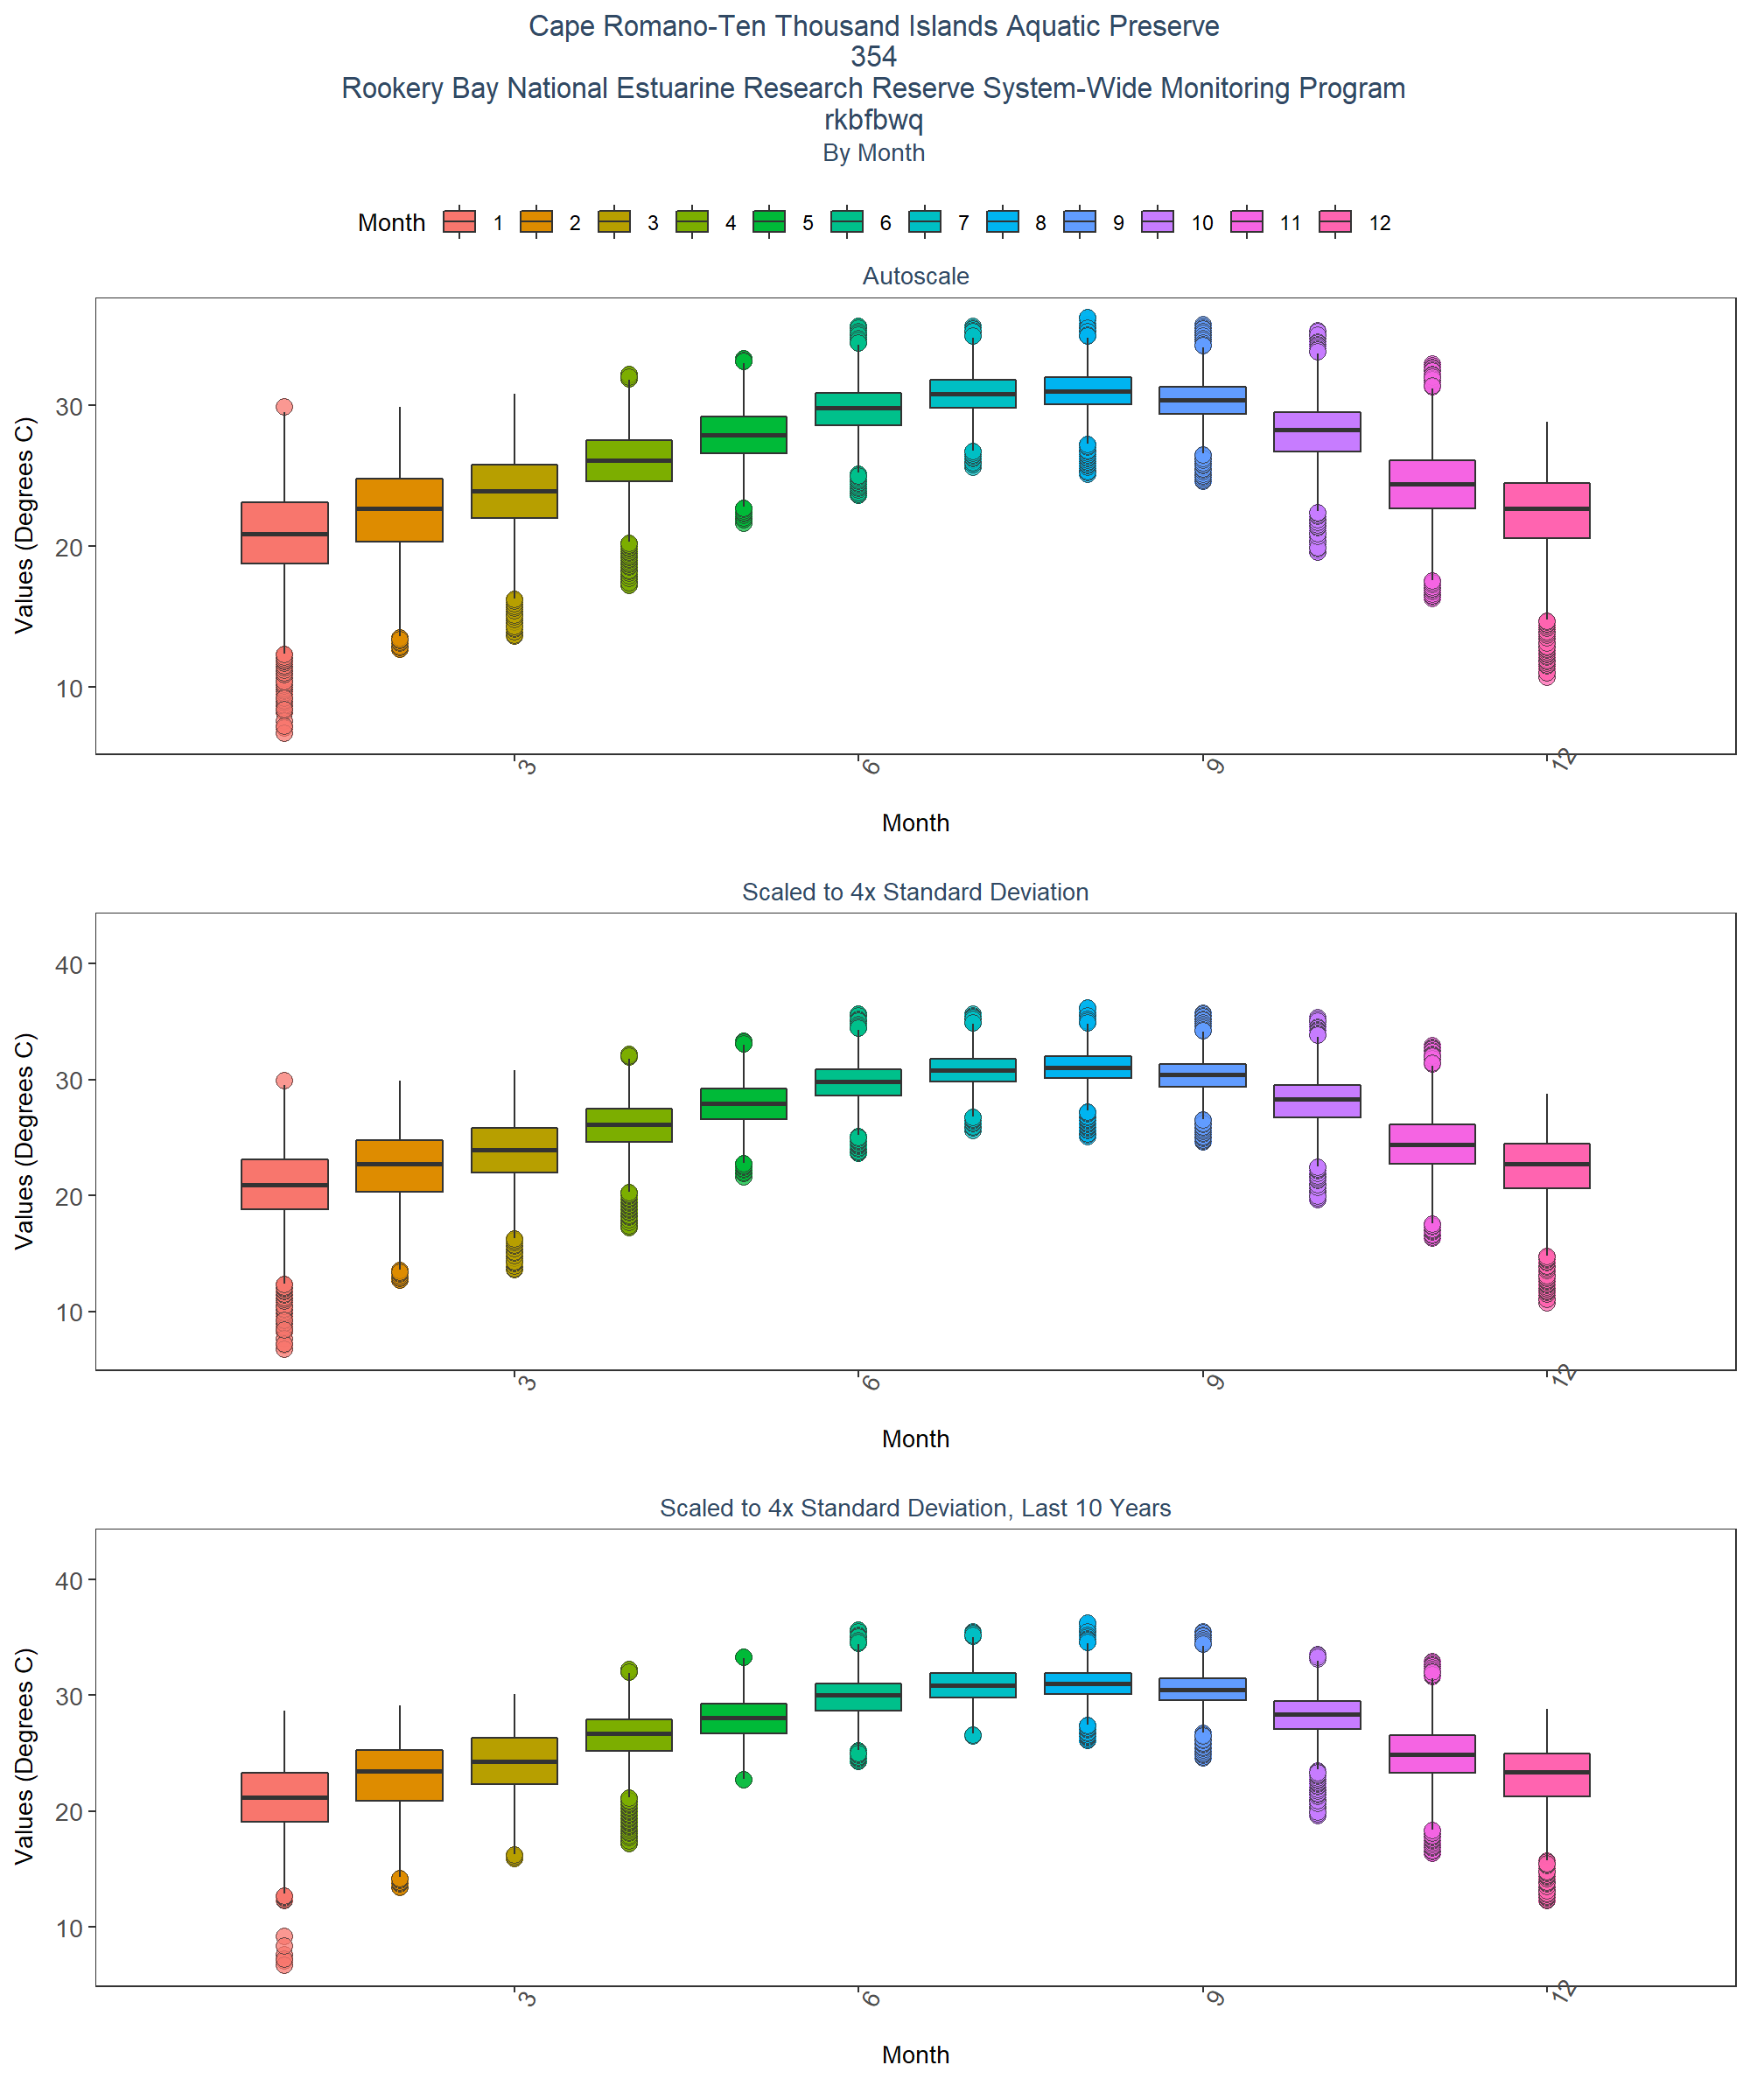 Cape Romano-Ten Thousand Islands Aquatic Preserve
354
Rookery Bay National Estuarine Research Reserve System-Wide Monitoring Program
rkbfbwq
By Month
Month 1 2 3 4 5 6 7 8 9 10 11 12
Autoscale
Values (Degrees C)
30
20
10
3 6 9 12
Month
Scaled to 4x Standard Deviation
Values (Degrees C)
40
30
20
10
3 6 9 12
Month
Scaled to 4x Standard Deviation, Last 10 Years
Values (Degrees C)
40
30
20
10
3 6 9 12
Month